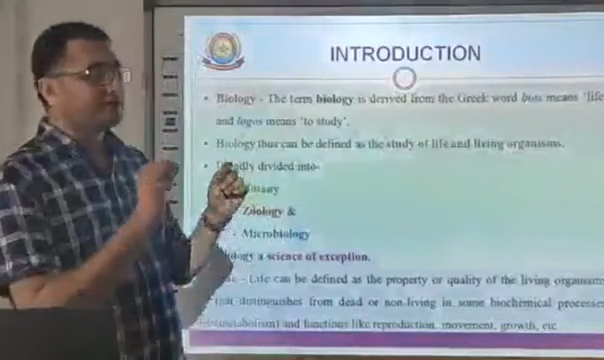 INTRODUCTION
• Biology - The term biology is derived from the Greek word bios means 'life
and logos means 'to study'.
• Biology thus can be defined as the study of life and living organisms.
• divided into-
Zoology &
- Microbiology
a science of exception.
- Life can be defined as the property or quality of the living organisms
that distinguishes from dead or non-living in some biochemical processes
(metabolism) and functions like reproduction, movement, growth, etc